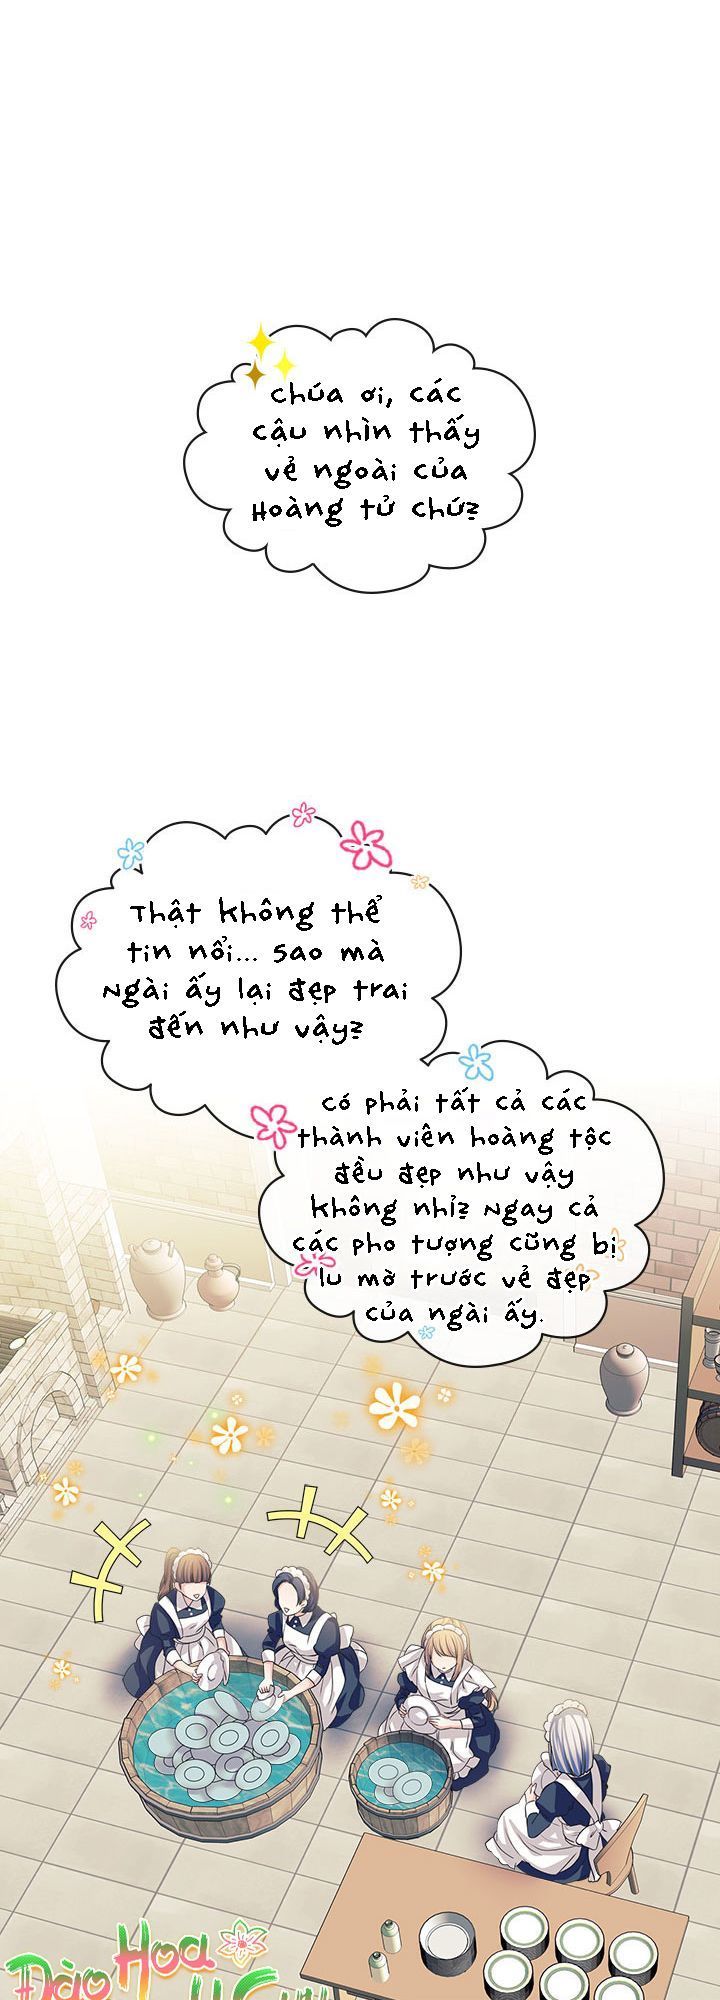 Chúa ơi, các
cậu nhìn thấy
vẻ ngoài của
Hoàng tử chứ?
Thật không thể
tin nổi... Sao mà
Ngài ấy lại đẹp trai
đến như vậy?
Có phải tất cả các
thành viên hoàng tộc
đều đẹp như vậy
không nhỉ? Ngay cả
các pho tượng cũng bị
lu mờ trước vẻ đẹp
của ngài ấy.
Đào Hoa